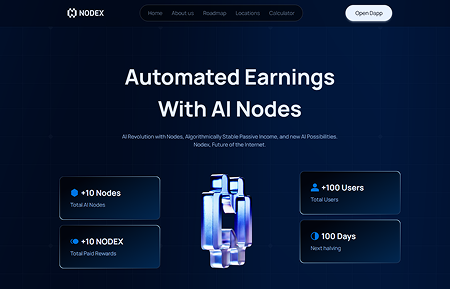 NODEX
Home About us Roadmap Locations Calculator
Open Dapp
Automated Earnings
With AI Nodes
AI Revolution with Nodes, Algorithmically Stable Passive Income, and new AI Possibilities.
Nodex, Future of the Internet.
+10 Nodes
Total AI Nodes
+100 Users
Total Users
+10 NODEX
Total Paid Rewards
100 Days
Next halving